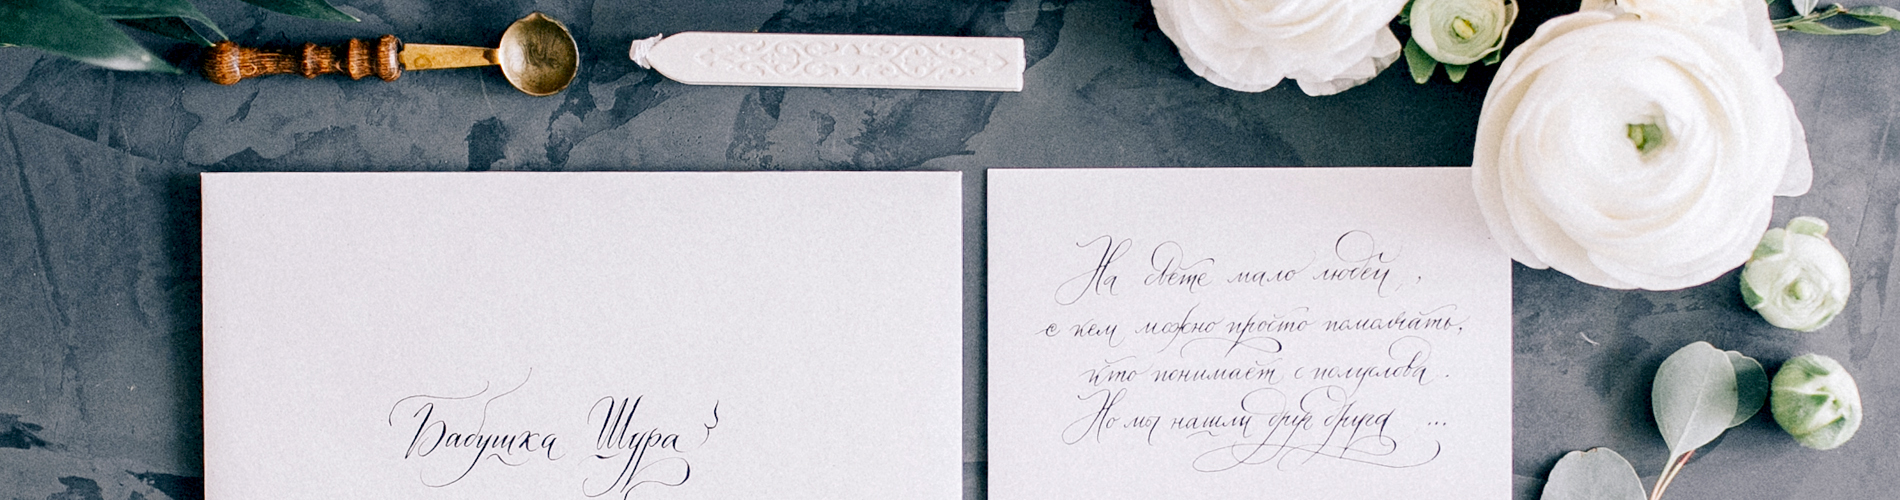 Бабушка Шура
На свете мало людей,
с кем можно просто помолчать,
кто понимает с полуслова.
Но мы нашли друг друга ...